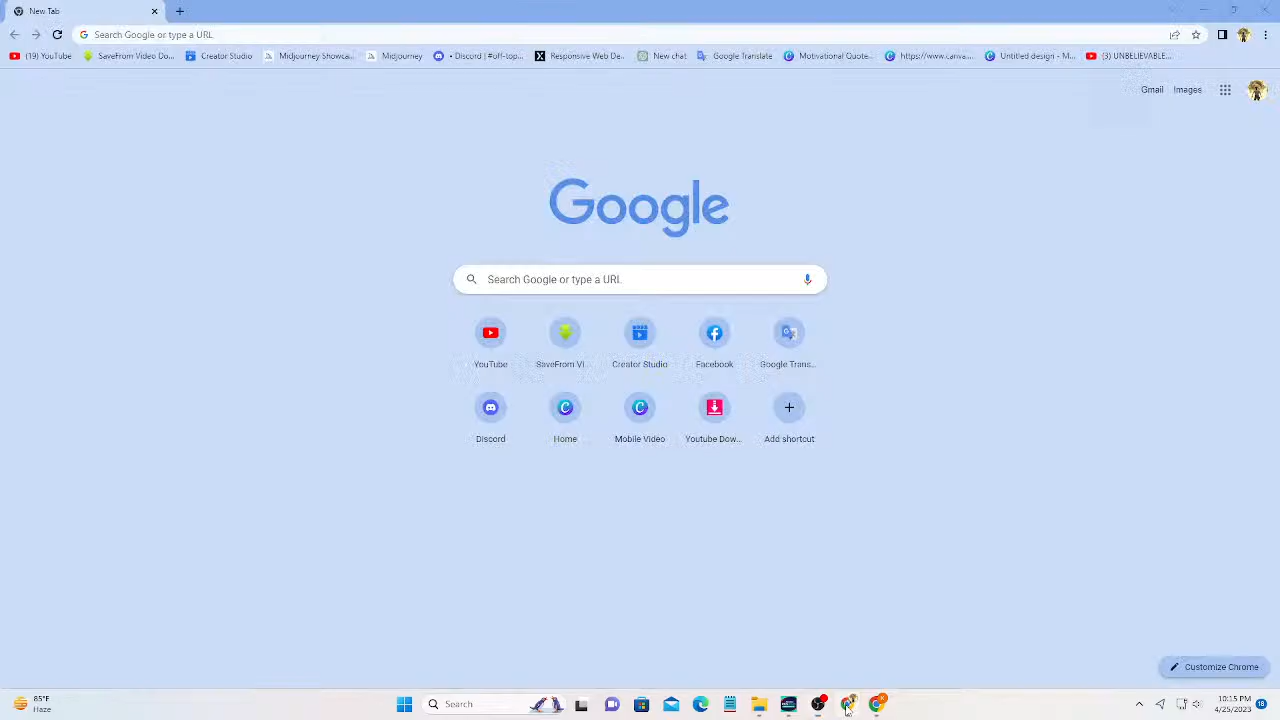 New Tab
Search Google or type a URL
(19) YouTube
SaveFrom Video Do...
Creator Studio
Midjourney Showca...
Midjourney
• Discord | #off-top...
Responsive Web De...
New chat
Google Translate
Motivational Quote...
https://www.canva...
Untitled design - M...
(3) UNBELIEVABLE...
Gmail
Images
Google
Search Google or type a URL
YouTube
SaveFrom Vi
Creator Studio
Facebook
Google Trans...
Discord
Home
Mobile Video
Youtube Dow...
Add shortcut
Customize Chrome
85°F
Haze
Search
10:15 PM
4/25/2023
18